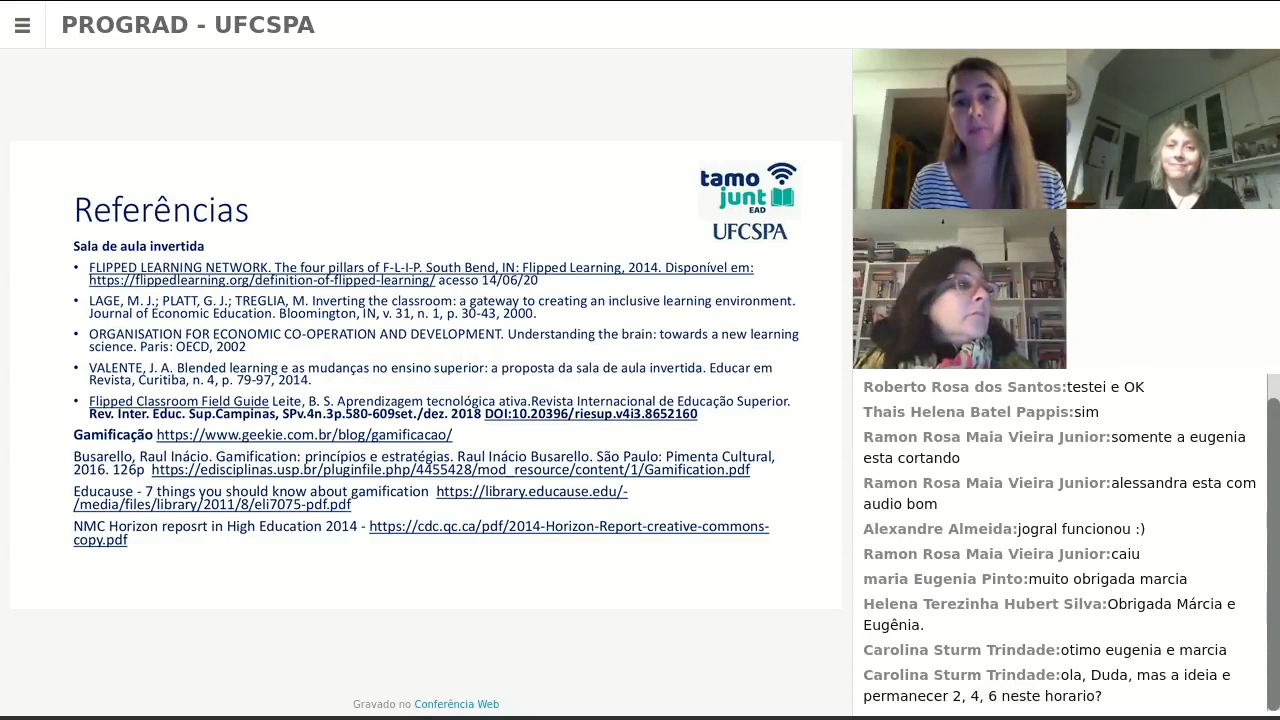 PROGRAD - UFCSPA
tamo
junt
EAD
UFCSPA
Referências
Sala de aula invertida
• FLIPPED LEARNING NETWORK. The four pillars of F-L-I-P. South Bend, IN: Flipped Learning, 2014. Disponível em:
https://flippedlearning.org/definition-of-flipped-learning/ acesso 14/06/20
• LAGE, M. J.; PLATT, G. J.; TREGLIA, M. Inverting the classroom: a gateway to creating an inclusive learning environment.
Journal of Economic Education. Bloomington, IN, v. 31, n. 1, p. 30-43, 2000.
• ORGANISATION FOR ECONOMIC CO-OPERATION AND DEVELOPMENT. Understanding the brain: towards a new learning
science. Paris: OECD, 2002
• VALENTE, J. A. Blended learning e as mudanças no ensino superior: a proposta da sala de aula invertida. Educar em
Revista, Curitiba, n. 4, p. 79-97, 2014.
• Flipped Classroom Field Guide Leite, B. S. Aprendizagem tecnológica ativa.Revista Internacional de Educação Superior.
Rev. Inter. Educ. Sup.Campinas, SPv.4n.3p.580-609set./dez. 2018 DOI:10.20396/riesup.v4i3.8652160
Gamificação https://www.geekie.com.br/blog/gamificacao/
Busarello, Raul Inácio. Gamification: princípios e estratégias. Raul Inácio Busarello. São Paulo: Pimenta Cultural,
2016. 126p https://edisciplinas.usp.br/pluginfile.php/4455428/mod_resource/content/1/Gamification.pdf
Educause - 7 things you should know about gamification https://library.educause.edu/-
/media/files/library/2011/8/eli7075-pdf.pdf
NMC Horizon reposrt in High Education 2014 - https://cdc.qc.ca/pdf/2014-Horizon-Report-creative-commons-
copy.pdf
Gravado no Conferência Web
Roberto Rosa dos Santos:testei e OK
Thais Helena Batel Pappis:sim
Ramon Rosa Maia Vieira Junior:somente a eugenia
esta cortando
Ramon Rosa Maia Vieira Junior:alessandra esta com
audio bom
Alexandre Almeida:jogral funcionou :)
Ramon Rosa Maia Vieira Junior:caiu
maria Eugenia Pinto:muito obrigada marcia
Helena Terezinha Hubert Silva:Obrigada Márcia e
Eugênia.
Carolina Sturm Trindade:otimo eugenia e marcia
Carolina Sturm Trindade:ola, Duda, mas a ideia e
permanecer 2, 4, 6 neste horario?